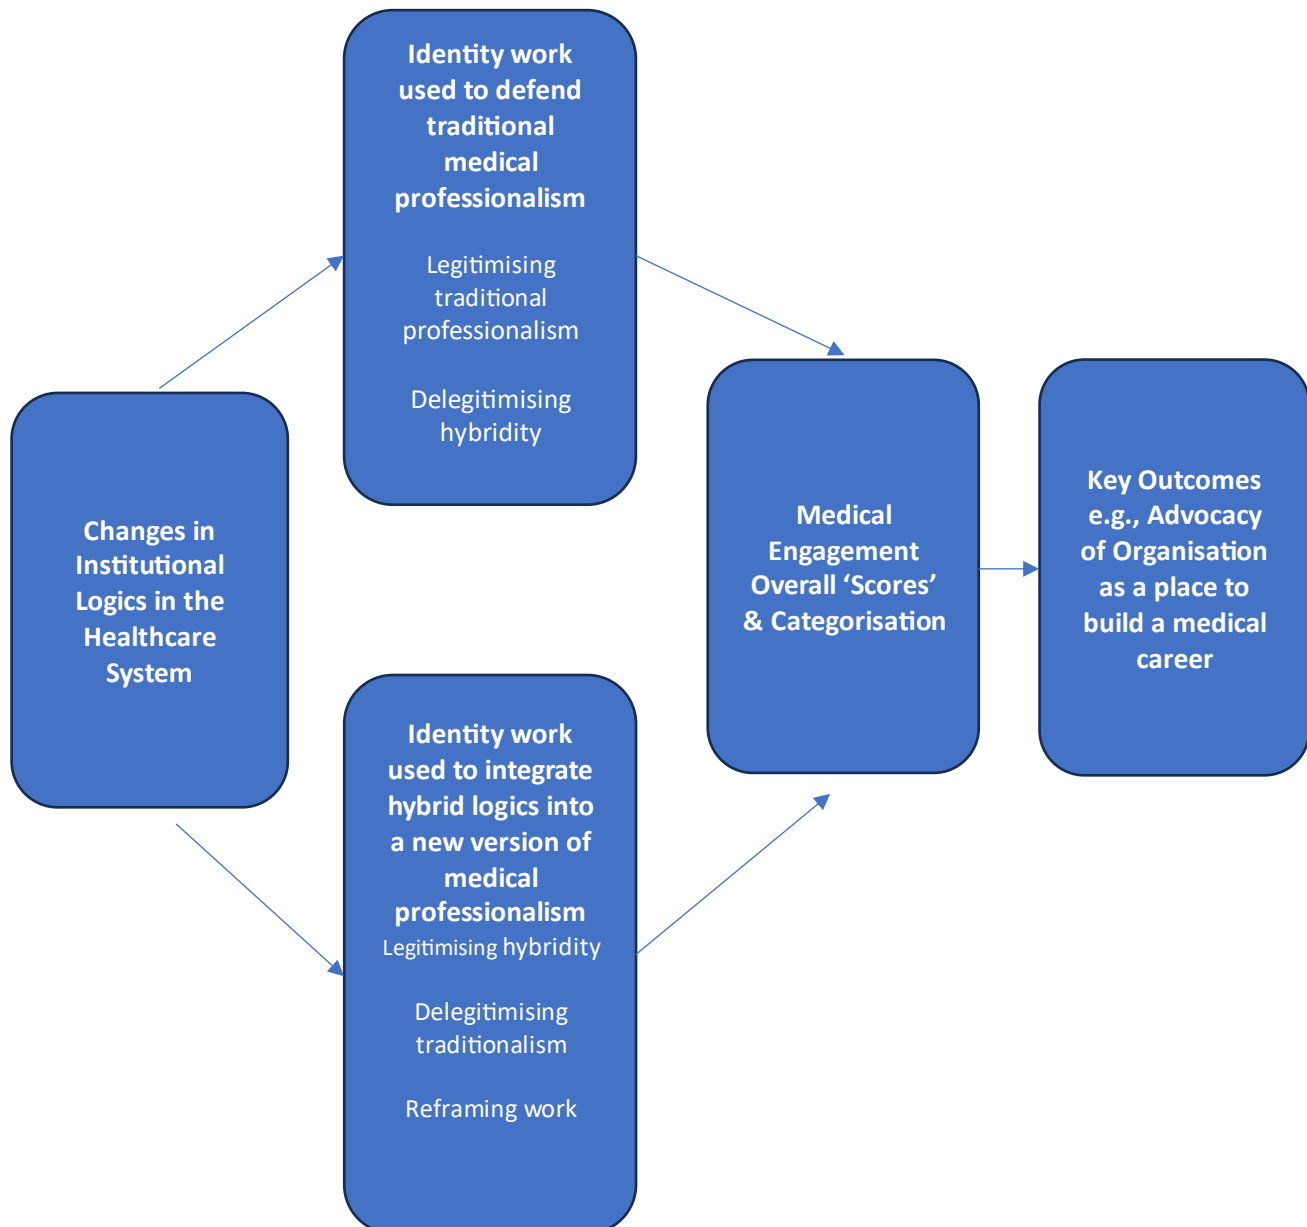 Identity work
used to defend
traditional
medical
professionalism
Legitimising
traditional
professionalism
Delegitimising
hybridity
Changes in
Institutional
Logics in the
Healthcare
System
Identity work
used to integrate
hybrid logics into
a new version of
medical
professionalism
Legitimising hybridity
Delegitimising
traditionalism
Reframing work
Medical
Engagement
Overall ‘Scores’
& Categorisation
Key Outcomes
e.g., Advocacy
of Organisation
as a place to
build a medical
career